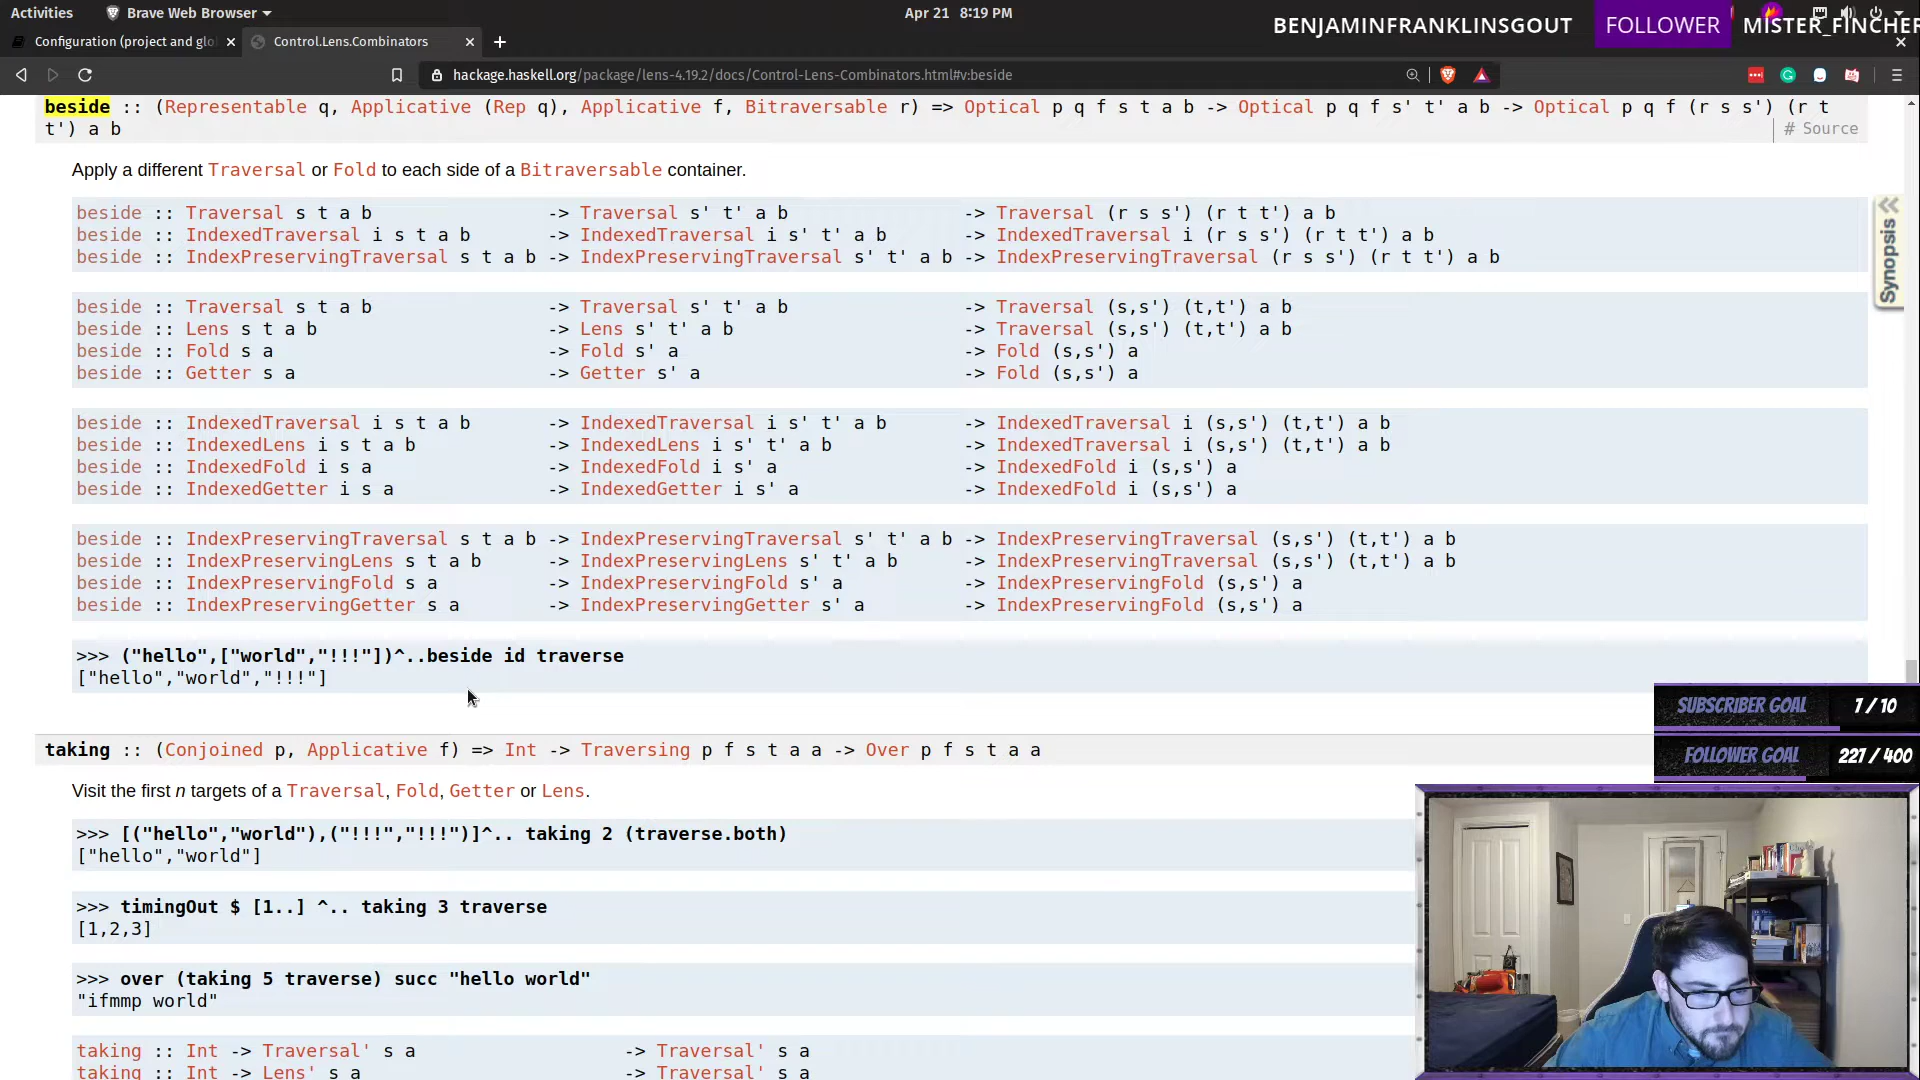 Activities
Brave Web Browser
Apr 21 8:19 PM
BENJAMINFRANKLINSGOUT
FOLLOWER
MISTER_FINCHER
Configuration (project and glo
Control.Lens.Combinators
hackage.haskell.org/package/lens-4.19.2/docs/Control-Lens-Combinators.html#v:beside
beside :: (Representable q, Applicative (Rep q), Applicative f, Bitraversable r) => Optical p q f s t a b -> Optical p q f s' t' a b -> Optical p q f (r s s') (r t
t') a b
# Source
Apply a different Traversal or Fold to each side of a Bitraversable container.
beside :: Traversal s t a b -> Traversal s' t' a b -> Traversal (r s s') (r t t') a b
beside :: IndexedTraversal i s t a b -> IndexedTraversal i s' t' a b -> IndexedTraversal i (r s s') (r t t') a b
beside :: IndexPreservingTraversal s t a b -> IndexPreservingTraversal s' t' a b -> IndexPreservingTraversal (r s s') (r t t') a b
beside :: Traversal s t a b -> Traversal s' t' a b -> Traversal (s,s') (t,t') a b
beside :: Lens s t a b -> Lens s' t' a b -> Traversal (s,s') (t,t') a b
beside :: Fold s a -> Fold s' a -> Fold (s,s') a
beside :: Getter s a -> Getter s' a -> Fold (s,s') a
beside :: IndexedTraversal i s t a b -> IndexedTraversal i s' t' a b -> IndexedTraversal i (s,s') (t,t') a b
beside :: IndexedLens i s t a b -> IndexedLens i s' t' a b -> IndexedTraversal i (s,s') (t,t') a b
beside :: IndexedFold i s a -> IndexedFold i s' a -> IndexedFold i (s,s') a
beside :: IndexedGetter i s a -> IndexedGetter i s' a -> IndexedFold i (s,s') a
beside :: IndexPreservingTraversal s t a b -> IndexPreservingTraversal s' t' a b -> IndexPreservingTraversal (s,s') (t,t') a b
beside :: IndexPreservingLens s t a b -> IndexPreservingLens s' t' a b -> IndexPreservingTraversal (s,s') (t,t') a b
beside :: IndexPreservingFold s a -> IndexPreservingFold s' a -> IndexPreservingFold (s,s') a
beside :: IndexPreservingGetter s a -> IndexPreservingGetter s' a -> IndexPreservingFold (s,s') a
Synopsis
>>> ("hello",["world","!!!"])^..beside id traverse
["hello","world","!!!"]
SUBSCRIBER GOAL 7 / 10
FOLLOWER GOAL 227 / 400
taking :: (Conjoined p, Applicative f) => Int -> Traversing p f s t a a -> Over p f s t a a
Visit the first n targets of a Traversal, Fold, Getter or Lens.
>>> [("hello","world"),("!!!","!!!")]^.. taking 2 (traverse.both)
["hello","world"]
>>> timingOut $ [1..] ^.. taking 3 traverse
[1,2,3]
>>> over (taking 5 traverse) succ "hello world"
"ifmmp world"
taking :: Int -> Traversal' s a -> Traversal' s a
taking :: Int -> Lens' s a -> Traversal' s a